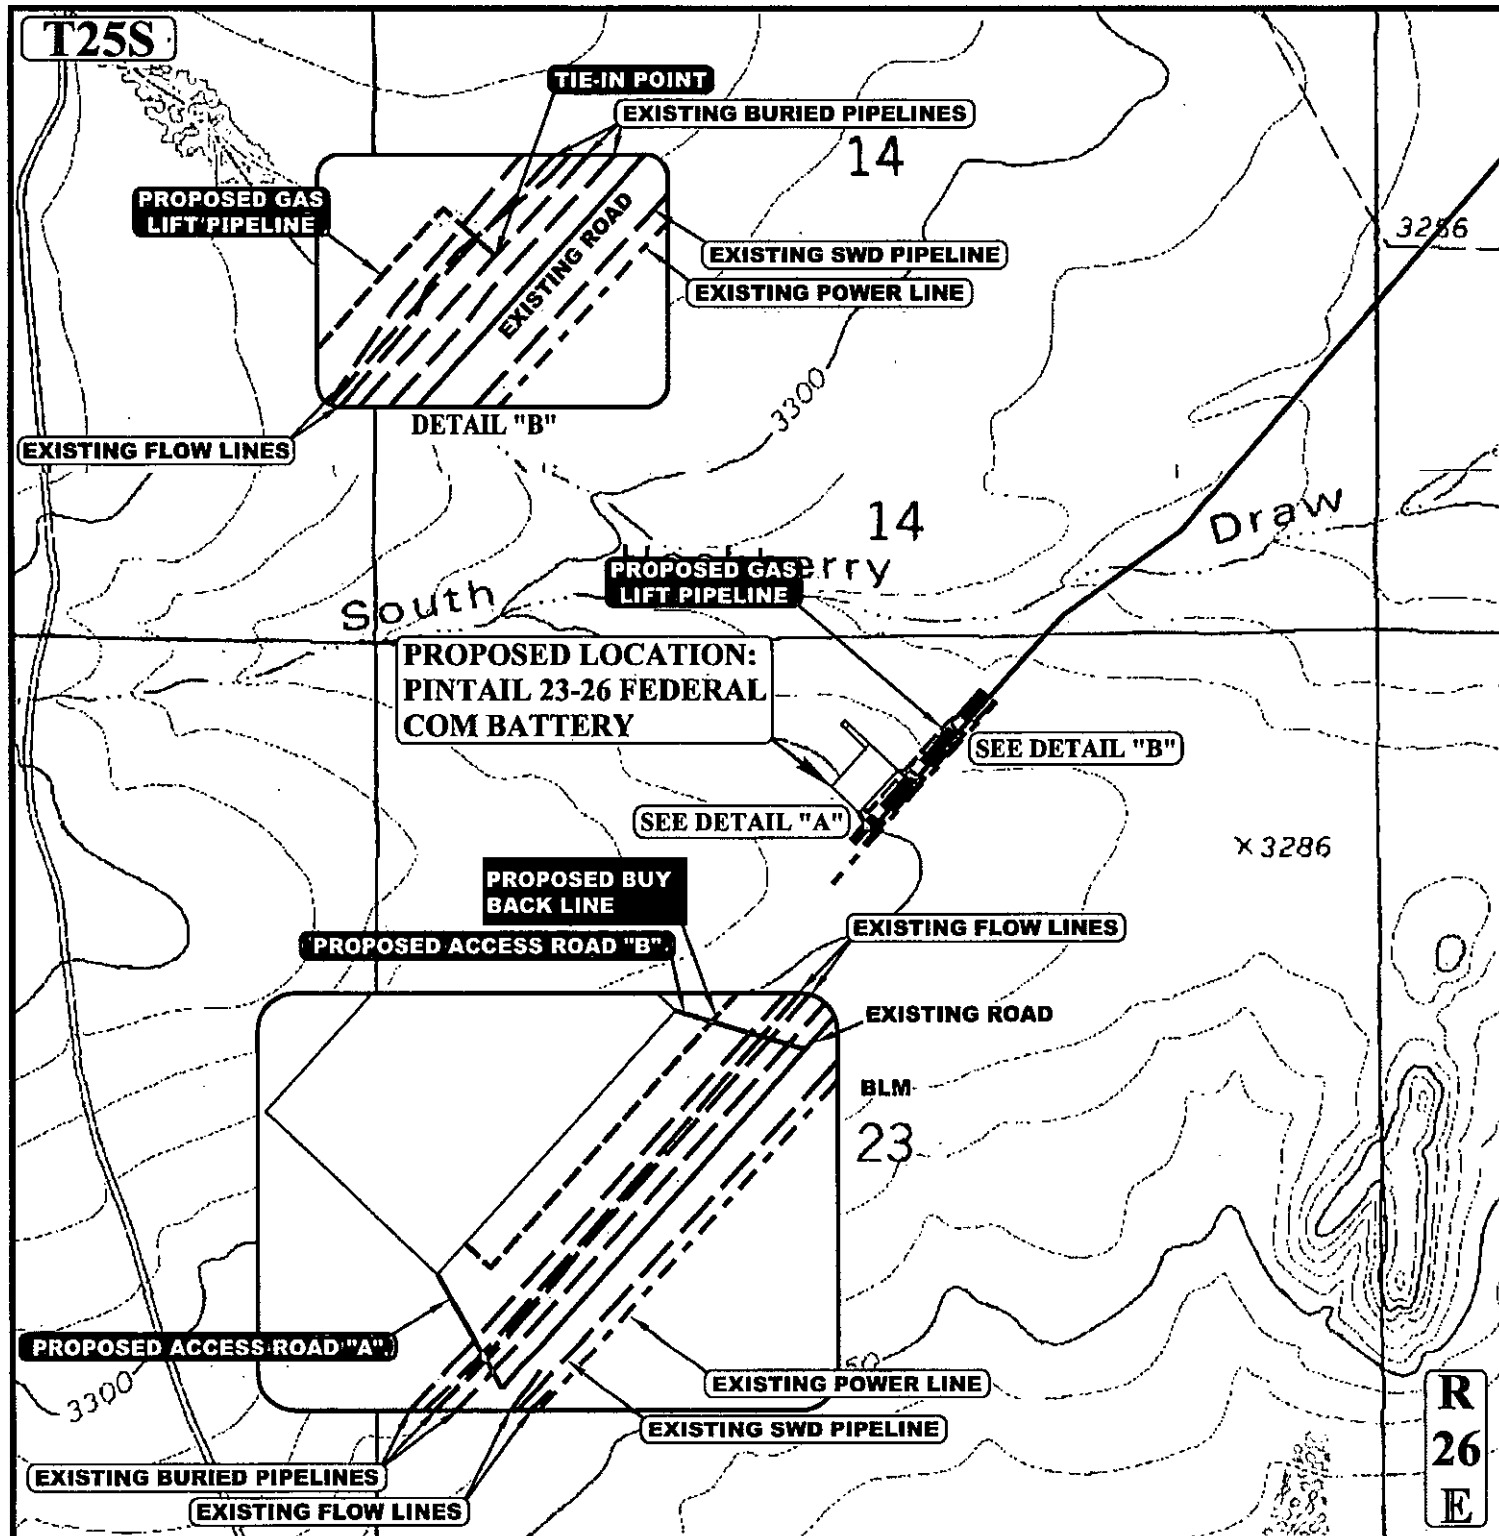 T25S
TIE-IN POINT
EXISTING BURIED PIPELINES
14
PROPOSED GAS
LIFT PIPELINE
3286
EXISTING ROAD
EXISTING SWD PIPELINE
EXISTING POWER LINE
3300
DETAIL "B"
EXISTING FLOW LINES
14
Draw
South
erry
PROPOSED GAS
LIFT PIPELINE
PROPOSED LOCATION:
PINTAIL 23-26 FEDERAL
COM BATTERY
SEE DETAIL "B"
SEE DETAIL "A"
× 3286
PROPOSED BUY
BACK LINE
PROPOSED ACCESS ROAD "B"
EXISTING FLOW LINES
EXISTING ROAD
BLM
23
PROPOSED ACCESS ROAD "A"
3300
50
EXISTING POWER LINE
EXISTING SWD PIPELINE
EXISTING BURIED PIPELINES
EXISTING FLOW LINES
R
26
E